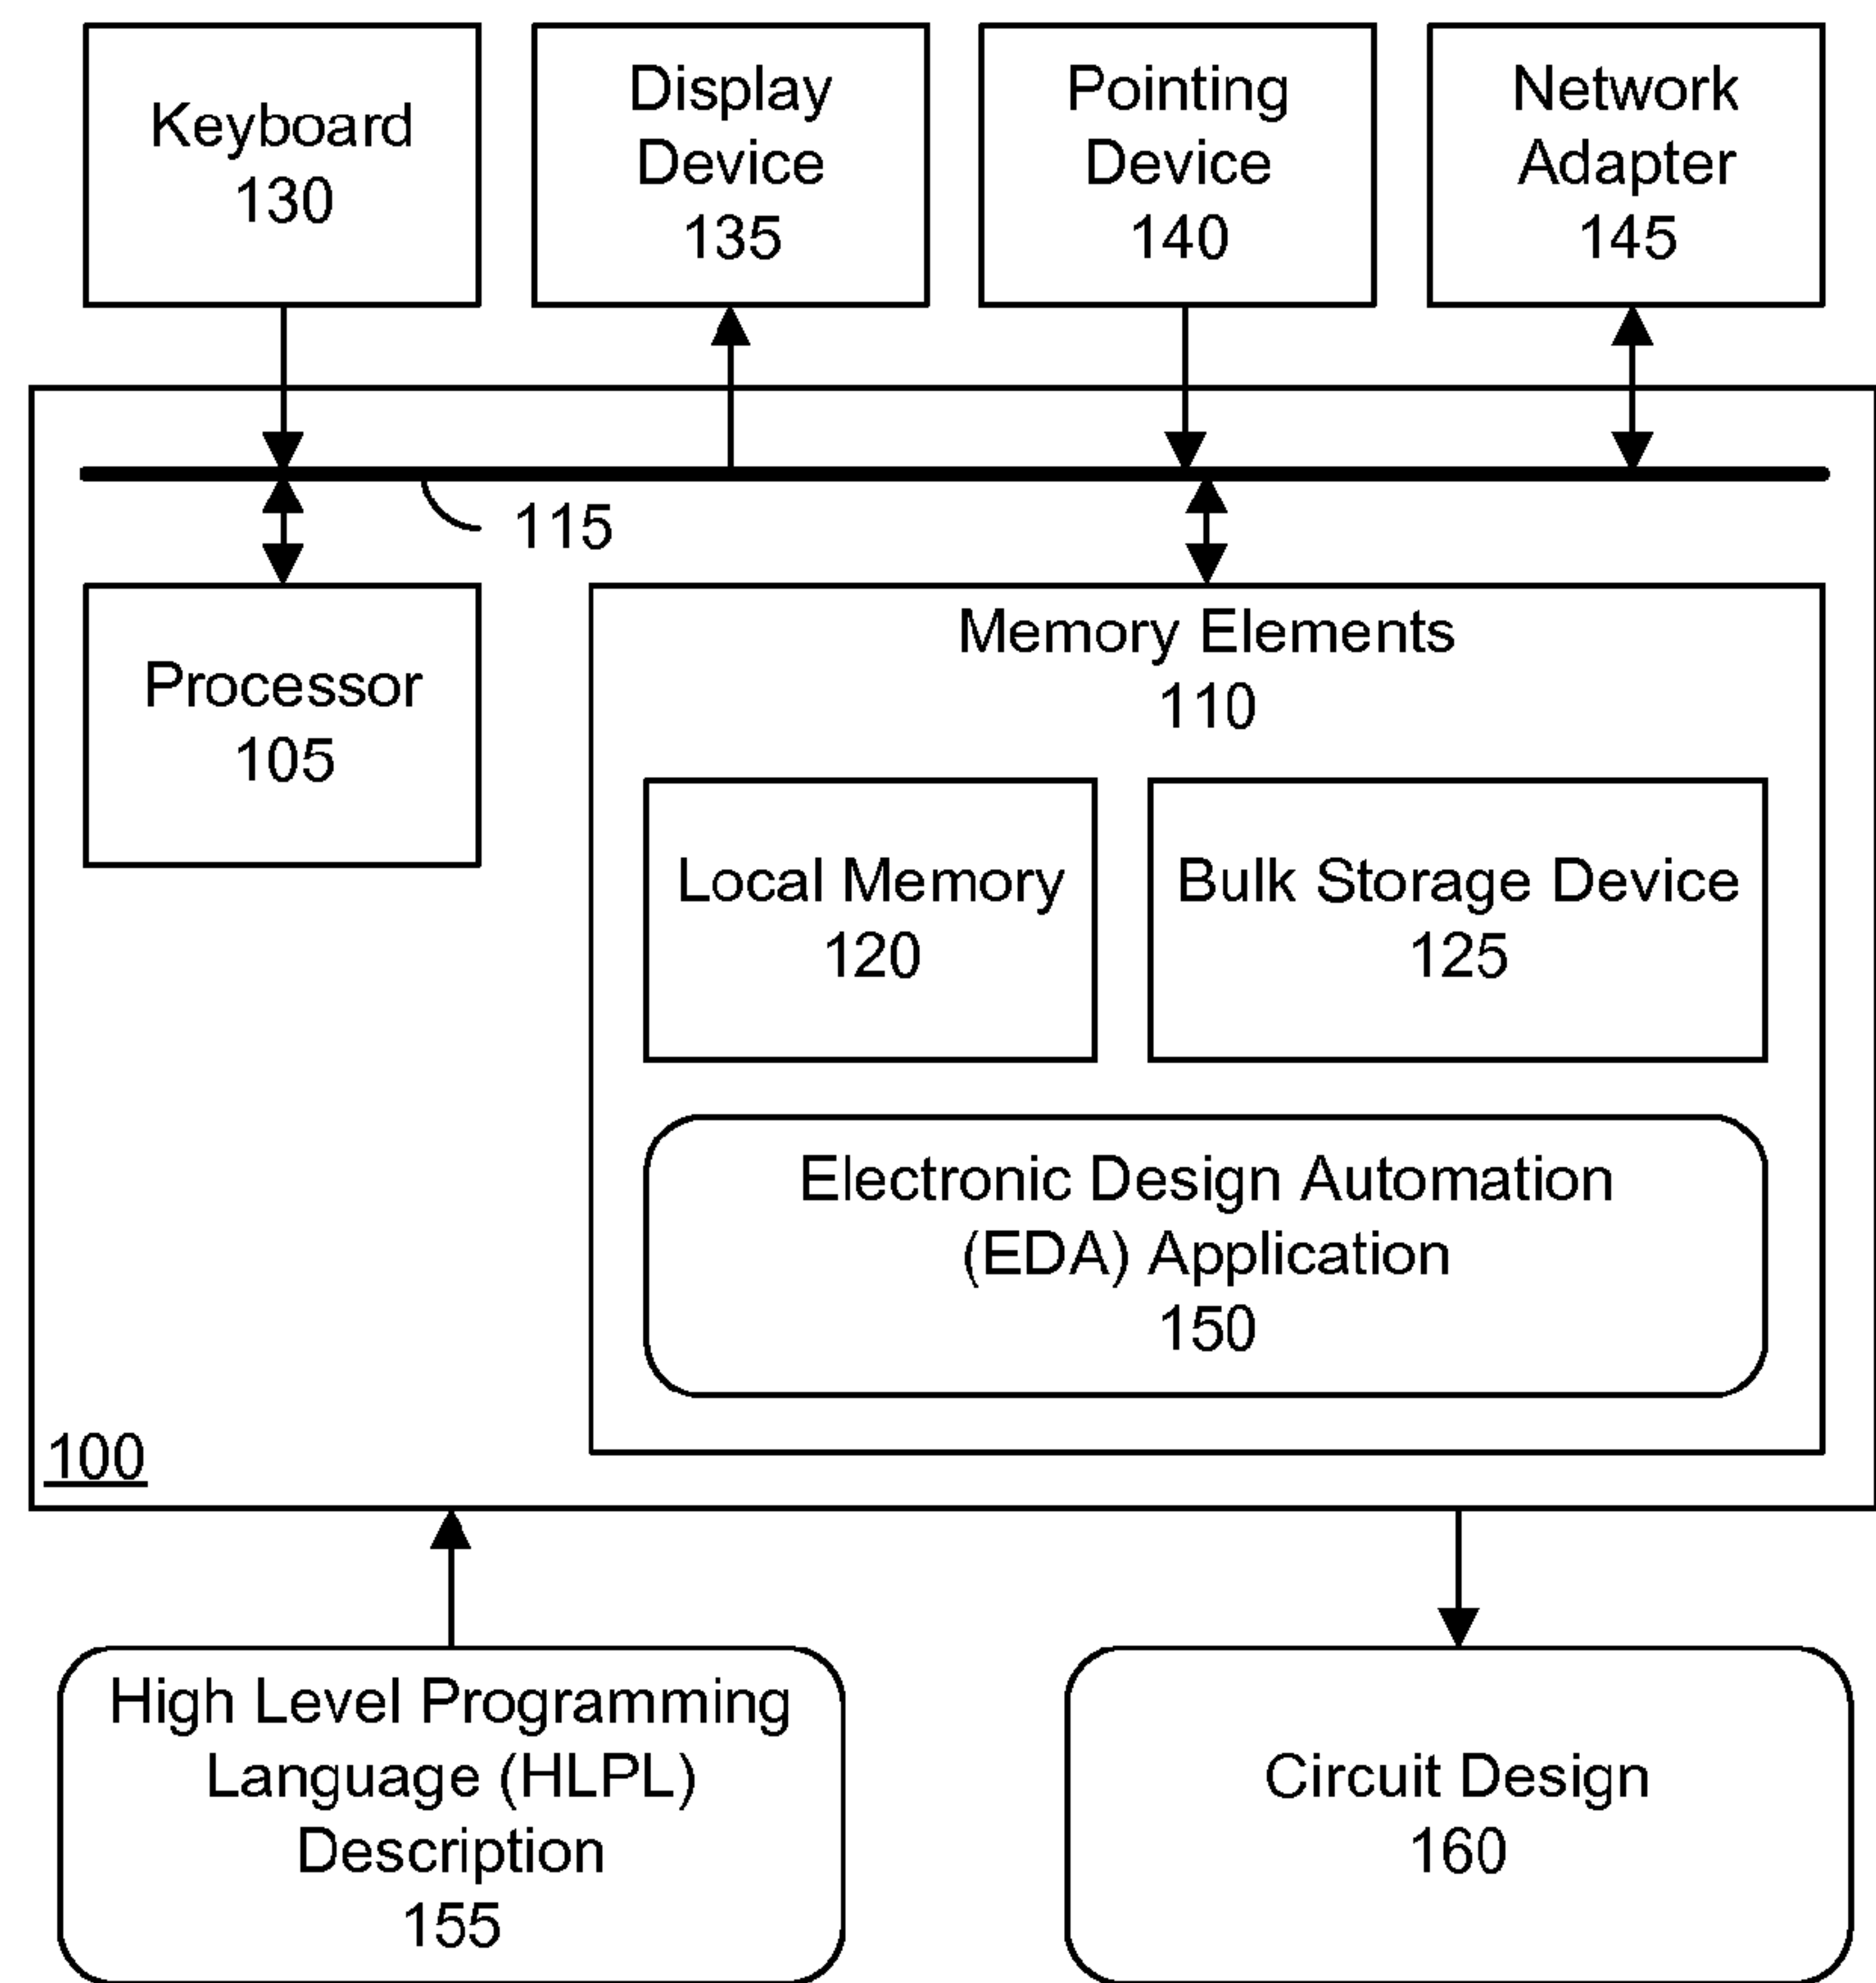 Keyboard
130
Display
Device
135
Pointing
Device
140
Network
Adapter
145
115
Processor
105
Memory Elements
110
Local Memory
120
Bulk Storage Device
125
Electronic Design Automation
(EDA) Application
150
100
High Level Programming
Language (HLPL)
Description
155
Circuit Design
160